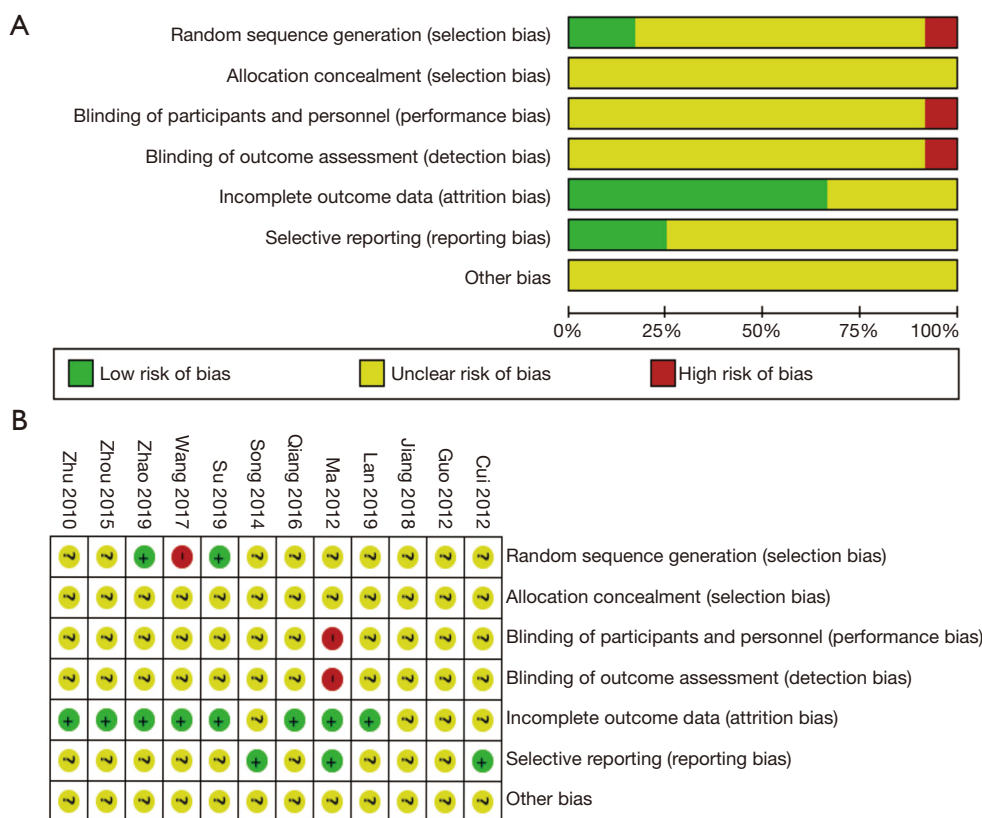 A
Random sequence generation (selection bias)
Allocation concealment (selection bias)
Blinding of participants and personnel (performance bias)
Blinding of outcome assessment (detection bias)
Incomplete outcome data (attrition bias)
Selective reporting (reporting bias)
Other bias
0% 25% 50% 75% 100%
Low risk of bias Unclear risk of bias High risk of bias
B
Zhu 2010 Zhou 2015 Zhao 2019 Wang 2017 Su 2019 Song 2014 Qiang 2016 Ma 2012 Lan 2019 Jiang 2018 Guo 2012 Cui 2012
? ? + - + ? ? ? ? ? ? ? Random sequence generation (selection bias)
? ? ? ? ? ? ? ? ? ? ? ? Allocation concealment (selection bias)
? ? ? ? ? ? ? - ? ? ? ? Blinding of participants and personnel (performance bias)
? ? ? ? ? ? ? - ? ? ? ? Blinding of outcome assessment (detection bias)
+ + + + + ? + + + ? ? ? Incomplete outcome data (attrition bias)
? ? ? ? ? + ? + ? ? ? + Selective reporting (reporting bias)
? ? ? ? ? ? ? ? ? ? ? ? Other bias